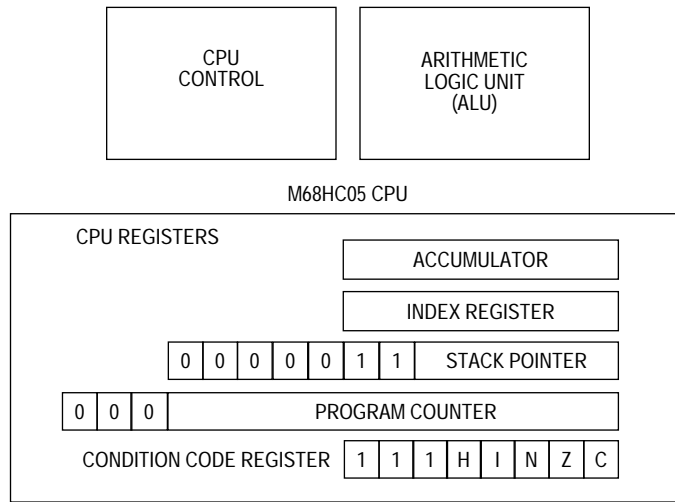 CPU
CONTROL
ARITHMETIC
LOGIC UNIT
(ALU)
M68HC05 CPU
CPU REGISTERS
ACCUMULATOR
INDEX REGISTER
0 0 0 0 0 1 1 STACK POINTER
0 0 0 PROGRAM COUNTER
CONDITION CODE REGISTER 1 1 1 H I N Z C